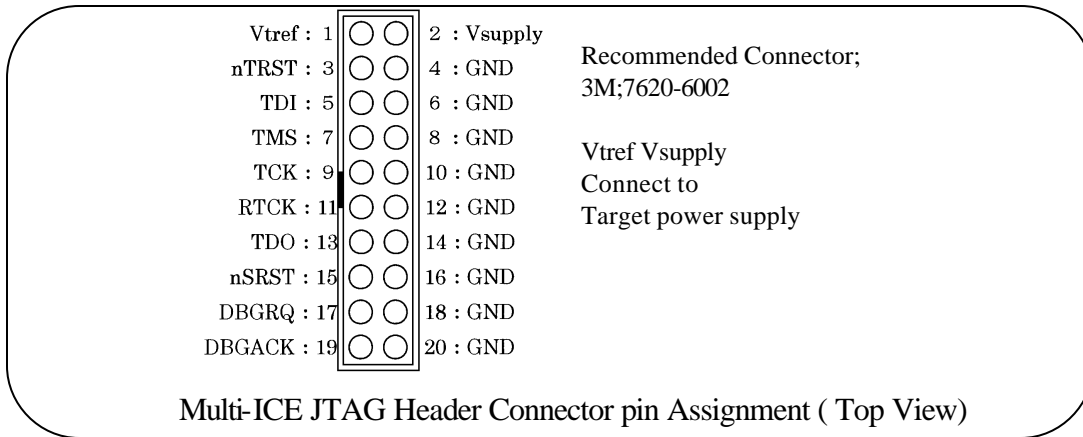 Vtref : 1 2 : Vsupply
nTRST : 3 4 : GND
TDI : 5 6 : GND
TMS : 7 8 : GND
TCK : 9 10 : GND
RTCK : 11 12 : GND
TDO : 13 14 : GND
nSRST : 15 16 : GND
DBGRQ : 17 18 : GND
DBGACK : 19 20 : GND
Recommended Connector;
3M;7620-6002
Vtref Vsupply
Connect to
Target power supply
Multi-ICE JTAG Header Connector pin Assignment ( Top View)